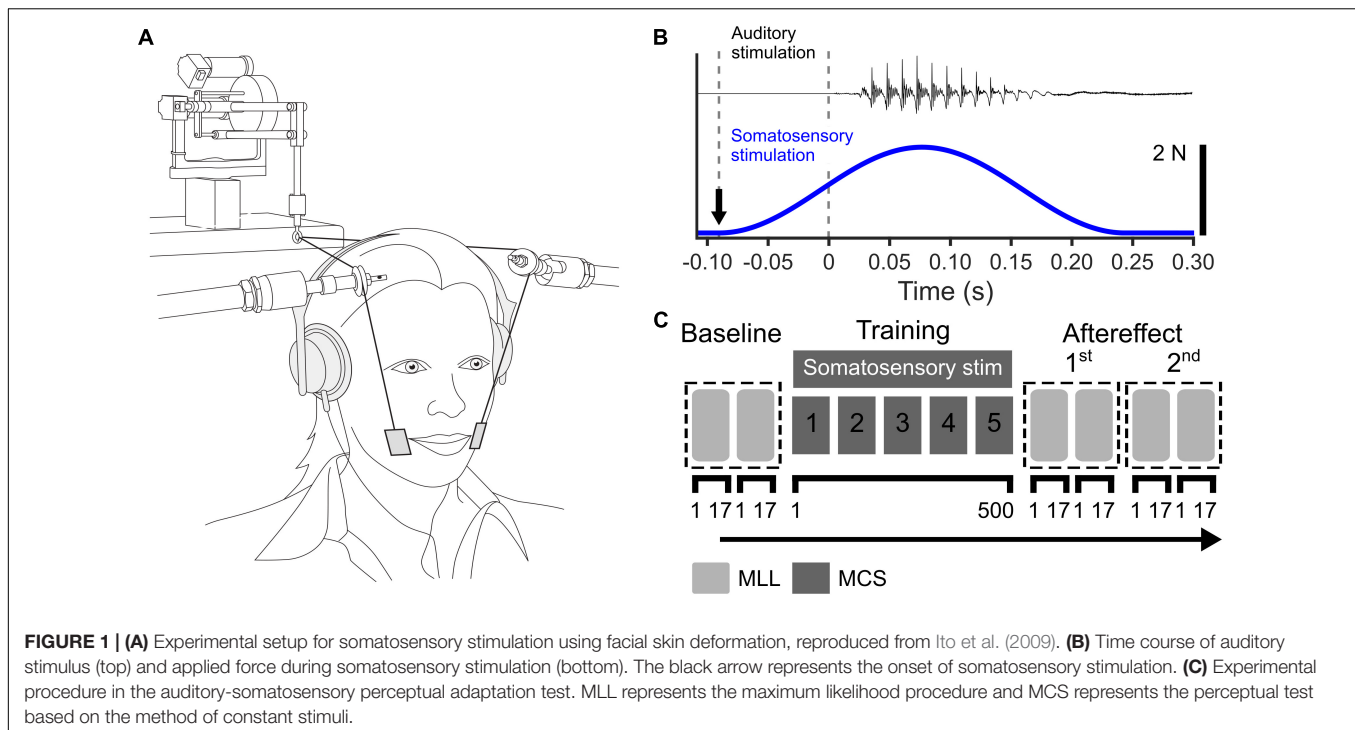 A
B
Auditory
stimulation
Somatosensory
stimulation
2 N
-0.10 -0.05 0 0.05 0.10 0.15 0.20 0.25 0.30
Time (s)
C
Baseline Training Aftereffect
1st 2nd
Somatosensory stim
1 2 3 4 5
1 17 1 17 1 500 1 17 1 17 1 17 1 17
MLL MCS
FIGURE 1 | (A) Experimental setup for somatosensory stimulation using facial skin deformation, reproduced from Ito et al. (2009). (B) Time course of auditory
stimulus (top) and applied force during somatosensory stimulation (bottom). The black arrow represents the onset of somatosensory stimulation. (C) Experimental
procedure in the auditory-somatosensory perceptual adaptation test. MLL represents the maximum likelihood procedure and MCS represents the perceptual test
based on the method of constant stimuli.